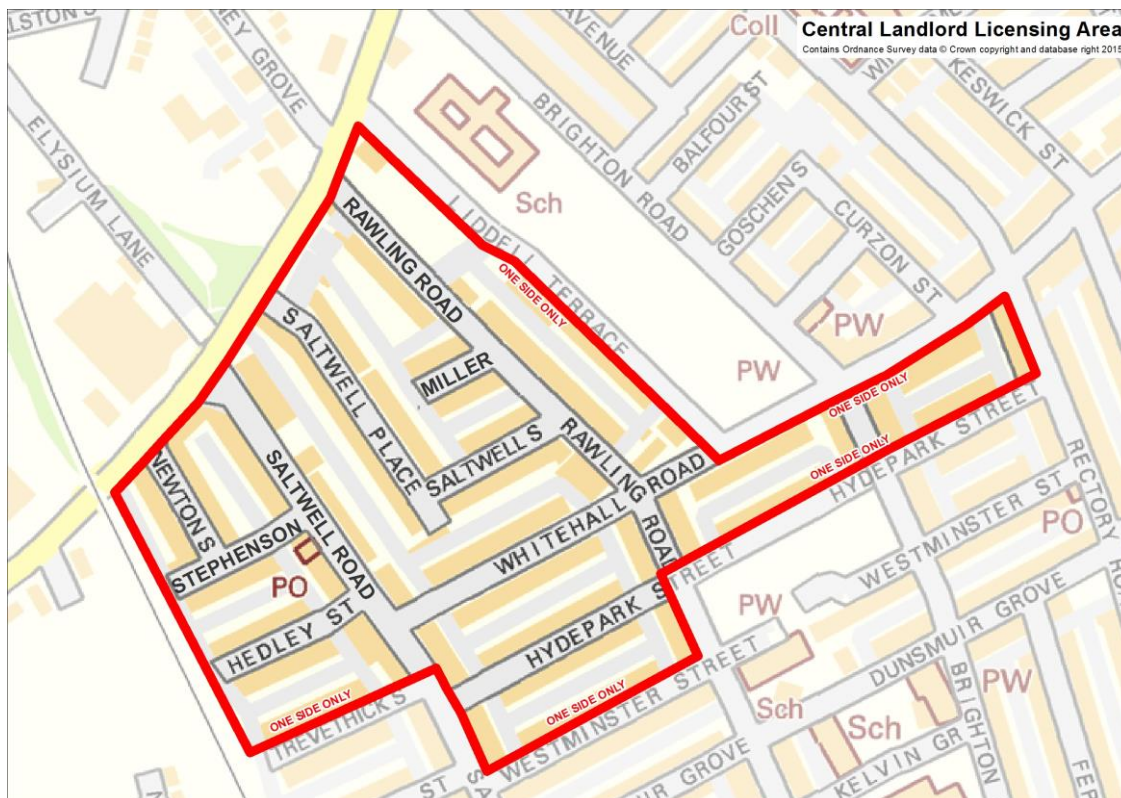 Central Landlord Licensing Area
Contains Ordnance Survey data © Crown copyright and database right 2015
ALSTON S
NEY GROVE
ELYSIUM LANE
AVENUE
Coll
KESWICK ST
BRIGHTON ROAD
BALFOUR ST
GOSCHEN S
CURZON ST
Sch
LIDDELL TERRACE
ONE SIDE ONLY
RAWLING ROAD
PW
PW
SALTWELL PLACE
MILLER
SALTWELL S
RAWLING ROAD
WHITEHALL ROAD
ONE SIDE ONLY
ONE SIDE ONLY
HYDEPARK STREET
RECTORY
NEWTON S
SALTWELL ROAD
STEPHENSON
PO
HEDLEY ST
HYDEPARK STREET
WESTMINSTER ST
PO
PW
DUNSMUIR GROVE
ONE SIDE ONLY
TREVETHICK S
ONE SIDE ONLY
WESTMINSTER STREET
Sch
Sch
PW
BRIGHTON
KELVIN GR
GROVE
ST